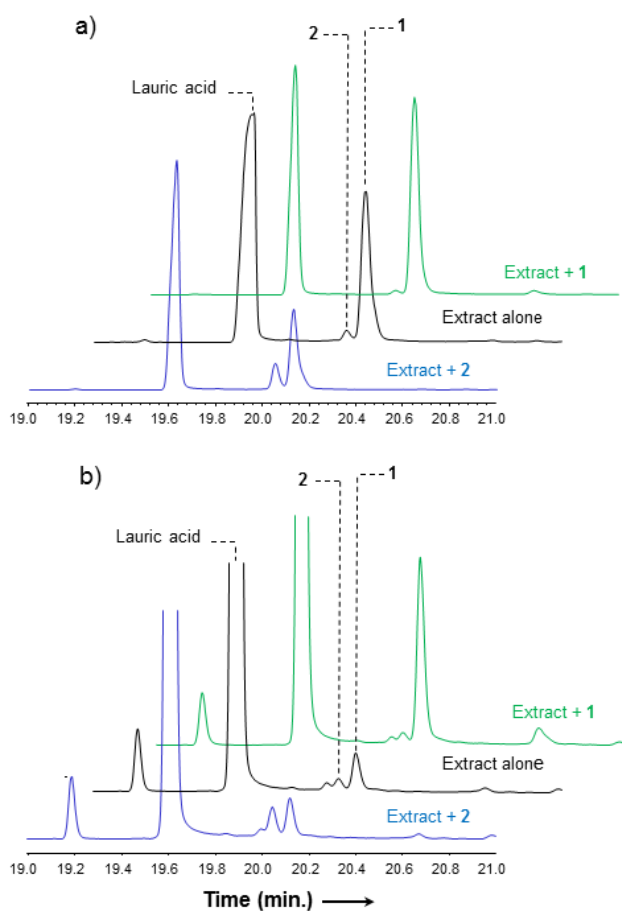 a)
2
1
Lauric acid
Extract + 1
Extract alone
Extract + 2
19.0 19.2 19.4 19.6 19.8 20.0 20.2 20.4 20.6 20.8 21.0
b)
2
1
Lauric acid
Extract + 1
Extract alone
Extract + 2
19.0 19.2 19.4 19.6 19.8 20.0 20.2 20.4 20.6 20.8 21.0
Time (min.)